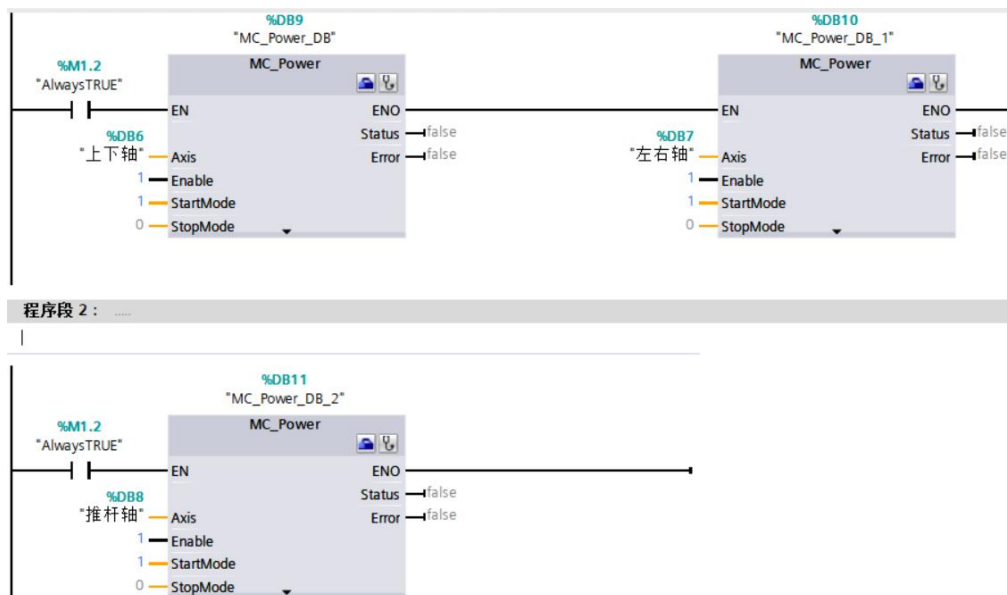 %DB9
"MC_Power_DB"
%DB10
"MC_Power_DB_1"
%M1.2
"AlwaysTRUE"
MC_Power
MC_Power
EN
ENO
EN
ENO
Status
false
Status
false
%DB6
"上下轴"
Axis
Error
false
%DB7
"左右轴"
Axis
Error
false
1
Enable
1
Enable
1
StartMode
1
StartMode
0
StopMode
0
StopMode
程序段 2： .....
%DB11
"MC_Power_DB_2"
%M1.2
"AlwaysTRUE"
MC_Power
EN
ENO
Status
false
%DB8
"推杆轴"
Axis
Error
false
1
Enable
1
StartMode
0
StopMode